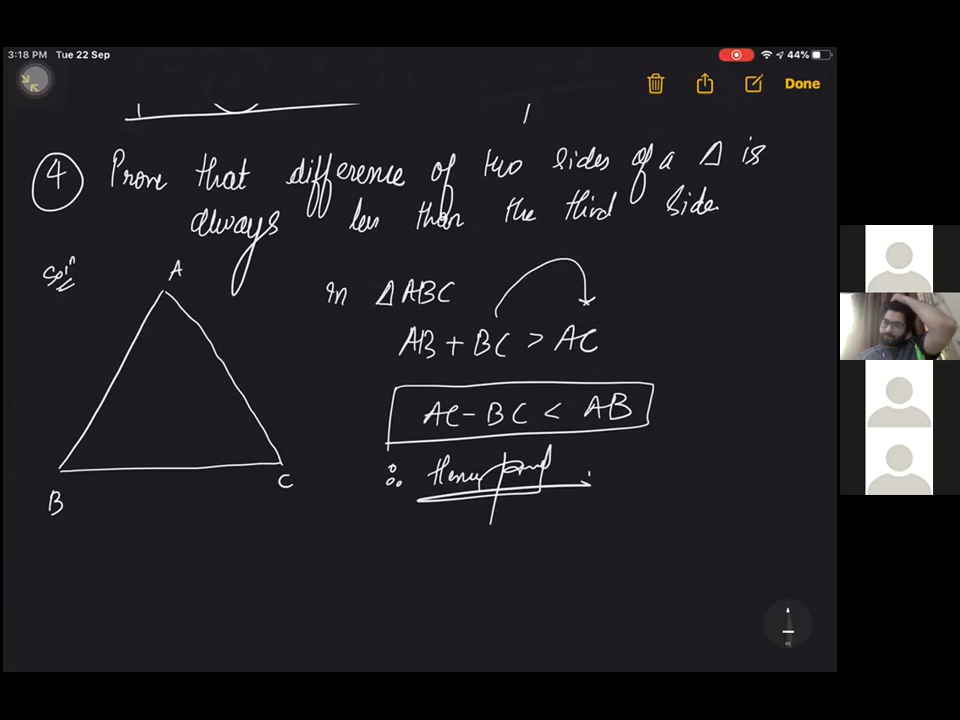 3:18 PM Tue 22 Sep
44%
Done
4 Prove that difference of two sides of a Δ is
always less than the third side
Solⁿ
A
B
C
In ΔABC
AB + BC > AC
AC - BC < AB
∴ Hence proved